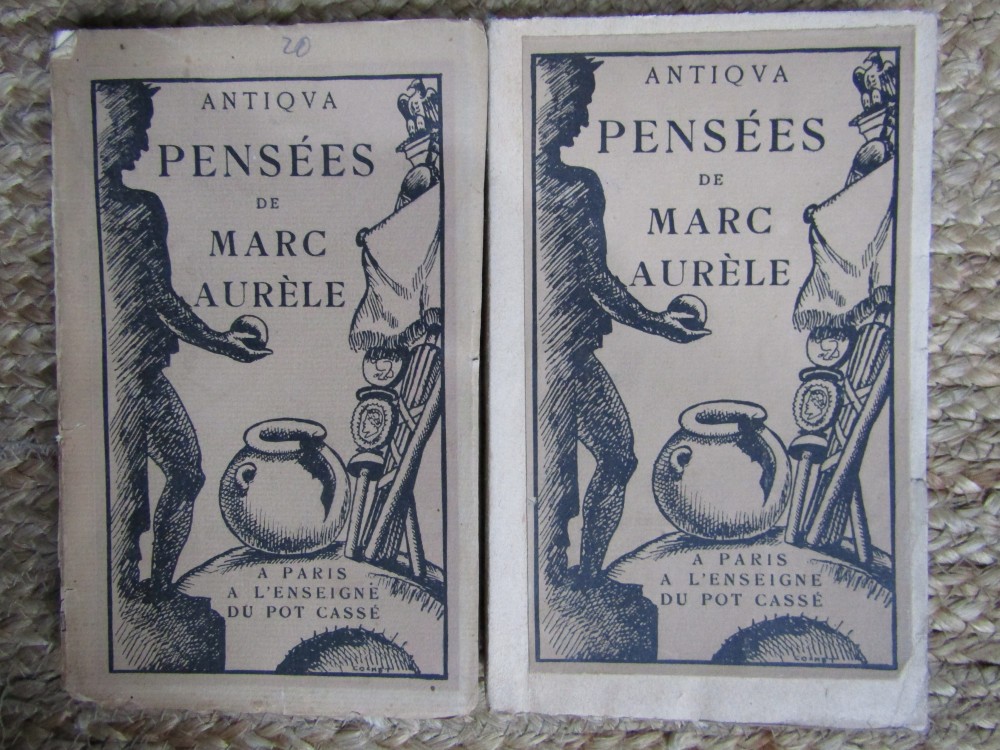 20
ANTIQVA
PENSÉES
DE
MARC
AURÈLE
A PARIS
A L'ENSEIGNE
DU POT CASSÉ
ANTIQVA
PENSÉES
DE
MARC
AURÈLE
A PARIS
A L'ENSEIGNE
DU POT CASSÉ